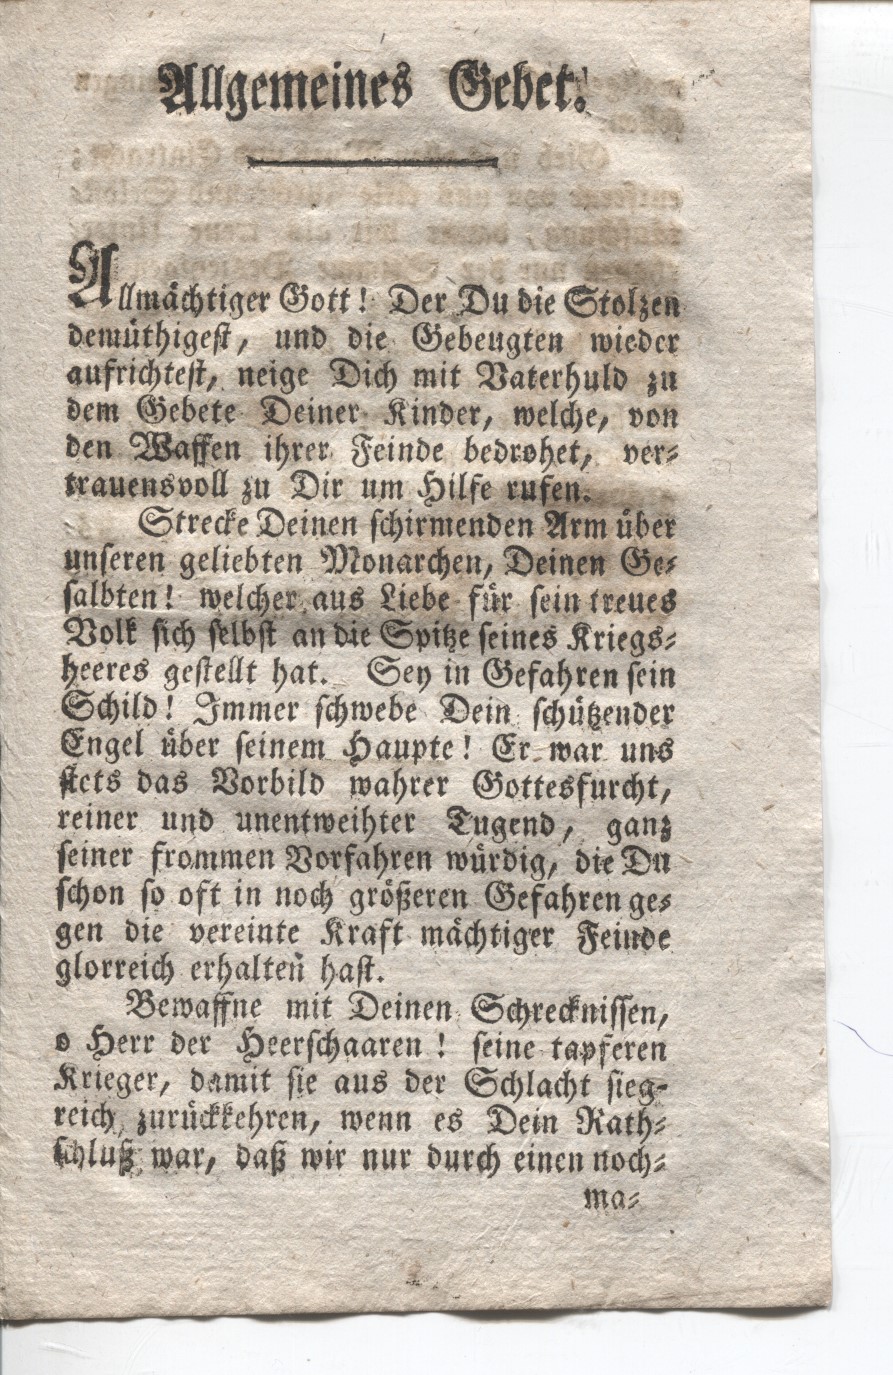 Allgemeines Gebet.
Allmächtiger Gott! Der Du die Stolzen
demüthigest, und die Gebeugten wieder
aufrichtest, neige Dich mit Vaterhuld zu
dem Gebete Deiner Kinder, welche, von
den Waffen ihrer Feinde bedrohet, ver-
trauensvoll zu Dir um Hilfe rufen.
Strecke Deinen schirmenden Arm über
unseren geliebten Monarchen, Deinen Ge-
salbten! welcher aus Liebe für sein treues
Volk sich selbst an die Spitze seines Kriegs-
heeres gestellt hat. Sey in Gefahren sein
Schild! Immer schwebe Dein schützender
Engel über seinem Haupte! Er war uns
stets das Vorbild wahrer Gottesfurcht,
reiner und unentweihter Tugend, ganz
seiner frommen Vorfahren würdig, die Du
schon so oft in noch größeren Gefahren ge-
gen die vereinte Kraft mächtiger Feinde
glorreich erhalten hast.
Bewaffne mit Deinen Schrecknissen,
o Herr der Heerschaaren! seine tapferen
Krieger, damit sie aus der Schlacht sieg-
reich zurückkehren, wenn es Dein Rath-
schluß war, daß wir nur durch einen noch-
ma-